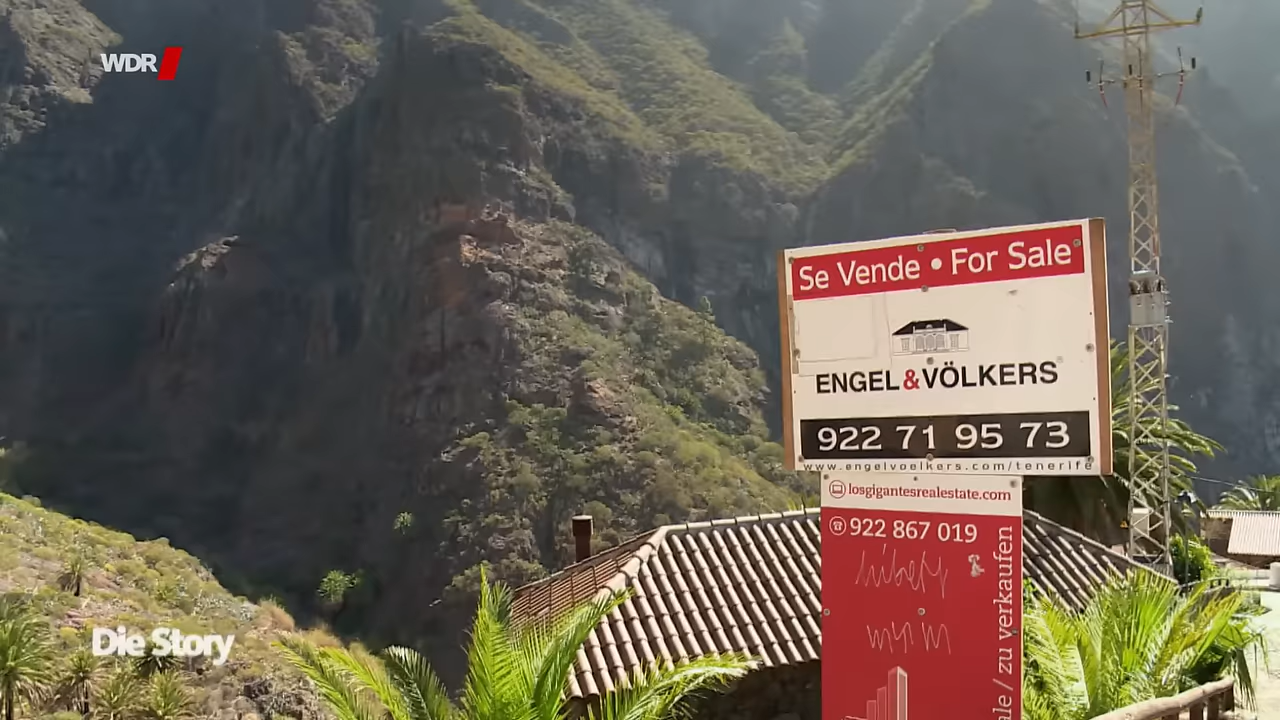 WDR
Se Vende • For Sale
ENGEL&VÖLKERS
922 71 95 73
www.engelvoelkers.com/tenerife
losgigantesrealestate.com
922 867 019
ale / zu verkaufen
Die Story